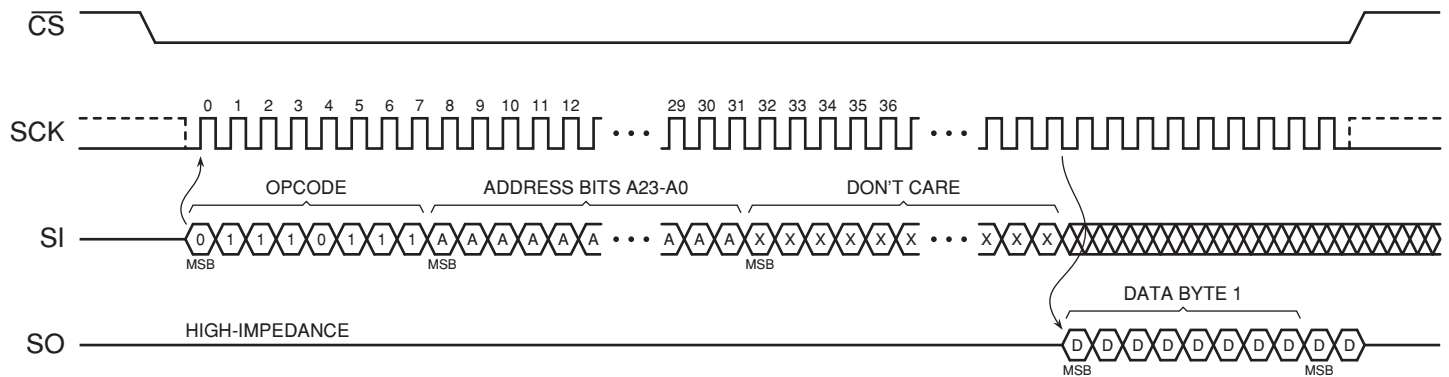 CS
0 1 2 3 4 5 6 7 8 9 10 11 12 29 30 31 32 33 34 35 36
SCK
OPCODE ADDRESS BITS A23-A0 DON'T CARE
SI 0 1 1 1 0 1 1 1 A A A A A A A A A X X X X X X X X X
MSB MSB MSB
DATA BYTE 1
HIGH-IMPEDANCE
SO D D D D D D D D D D
MSB MSB